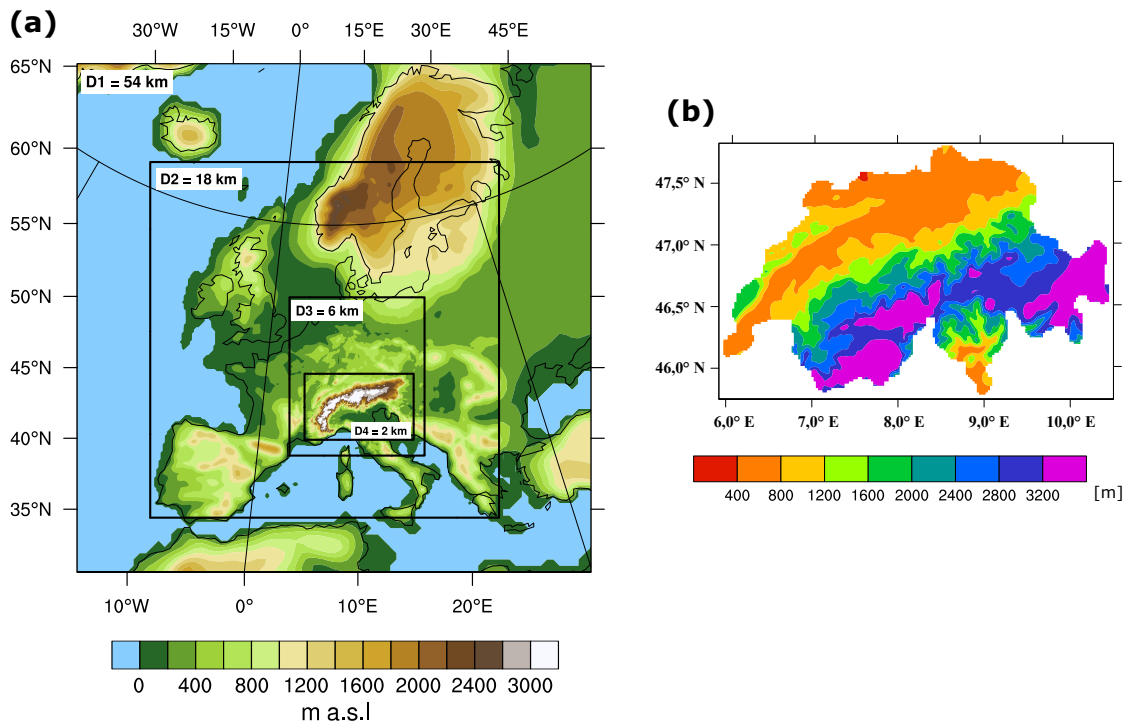 (a)
30°W 15°W 0° 15°E 30°E 45°E
65°N
D1 = 54 km
60°N
D2 = 18 km
55°N
50°N
D3 = 6 km
45°N
D4 = 2 km
40°N
35°N
10°W 0° 10°E 20°E
0 400 800 1200 1600 2000 2400 3000
m a.s.l
(b)
47,5° N
47,0° N
46,5° N
46,0° N
6,0° E 7,0° E 8,0° E 9,0° E 10,0° E
400 800 1200 1600 2000 2400 2800 3200 [m]